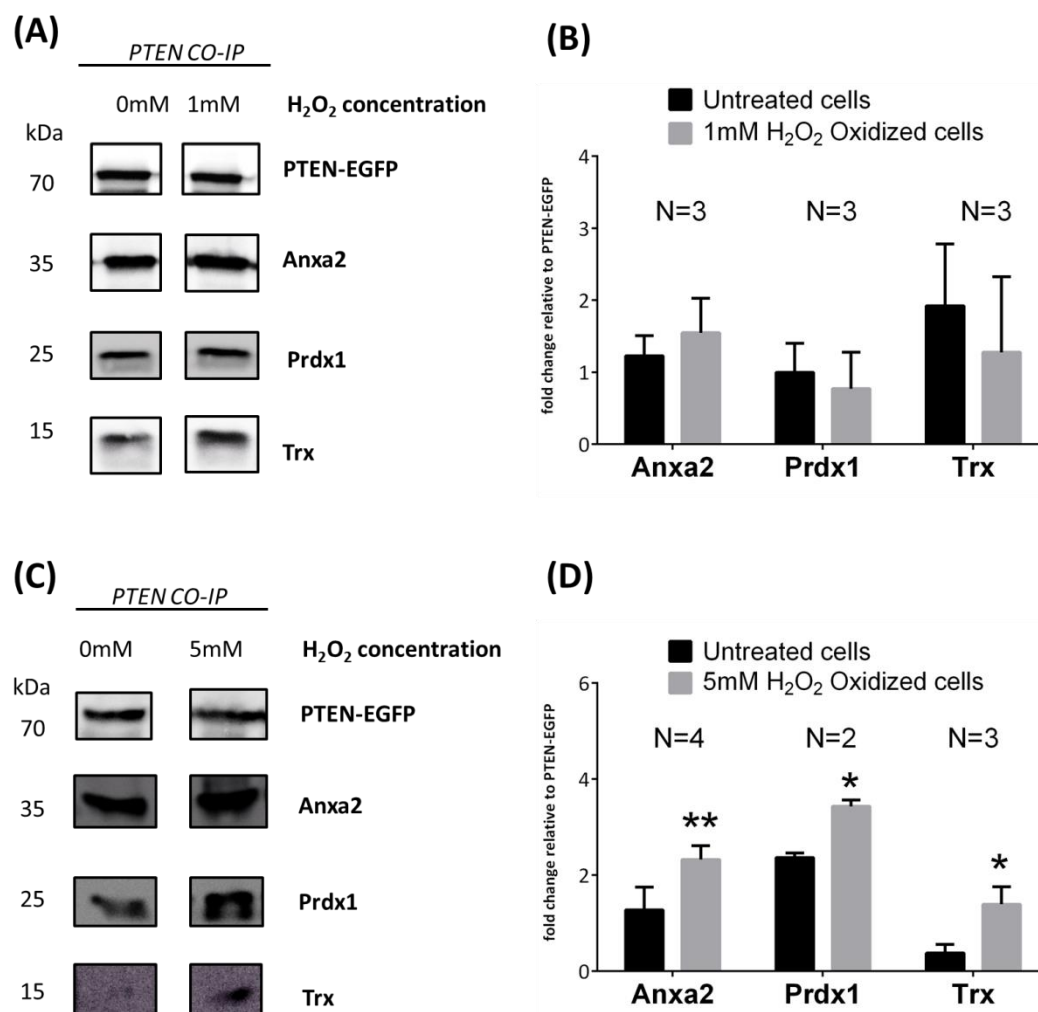 (A)
PTEN CO-IP
0mM 1mM H₂O₂ concentration
kDa
70 PTEN-EGFP
35 Anxa2
25 Prdx1
15 Trx
(B)
Untreated cells
1mM H₂O₂ Oxidized cells
fold change relative to PTEN-EGFP
4
3
2
1
0
N=3 N=3 N=3
Anxa2 Prdx1 Trx
(C)
PTEN CO-IP
0mM 5mM H₂O₂ concentration
kDa
70 PTEN-EGFP
35 Anxa2
25 Prdx1
15 Trx
(D)
Untreated cells
5mM H₂O₂ Oxidized cells
fold change relative to PTEN-EGFP
6
4
2
0
N=4 N=2 N=3
** * *
Anxa2 Prdx1 Trx